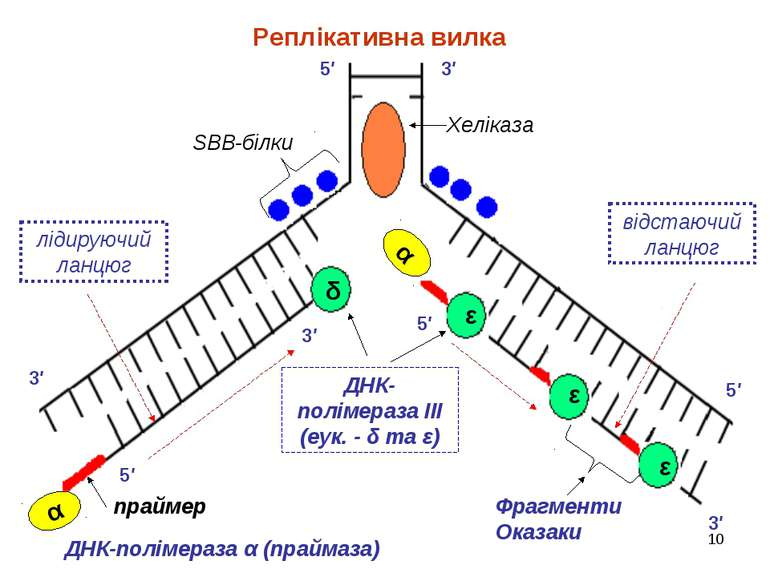 Реплікативна вилка
5′
3′
Хеліказа
SBB-білки
лідируючий
ланцюг
відстаючий
ланцюг
α
δ
ε
3′
5′
3′
5′
ДНК-
полімераза III
(еук. - δ та ε)
ε
5′
ε
праймер
α
Фрагменти
Оказаки
3′
10
ДНК-полімераза α (праймаза)